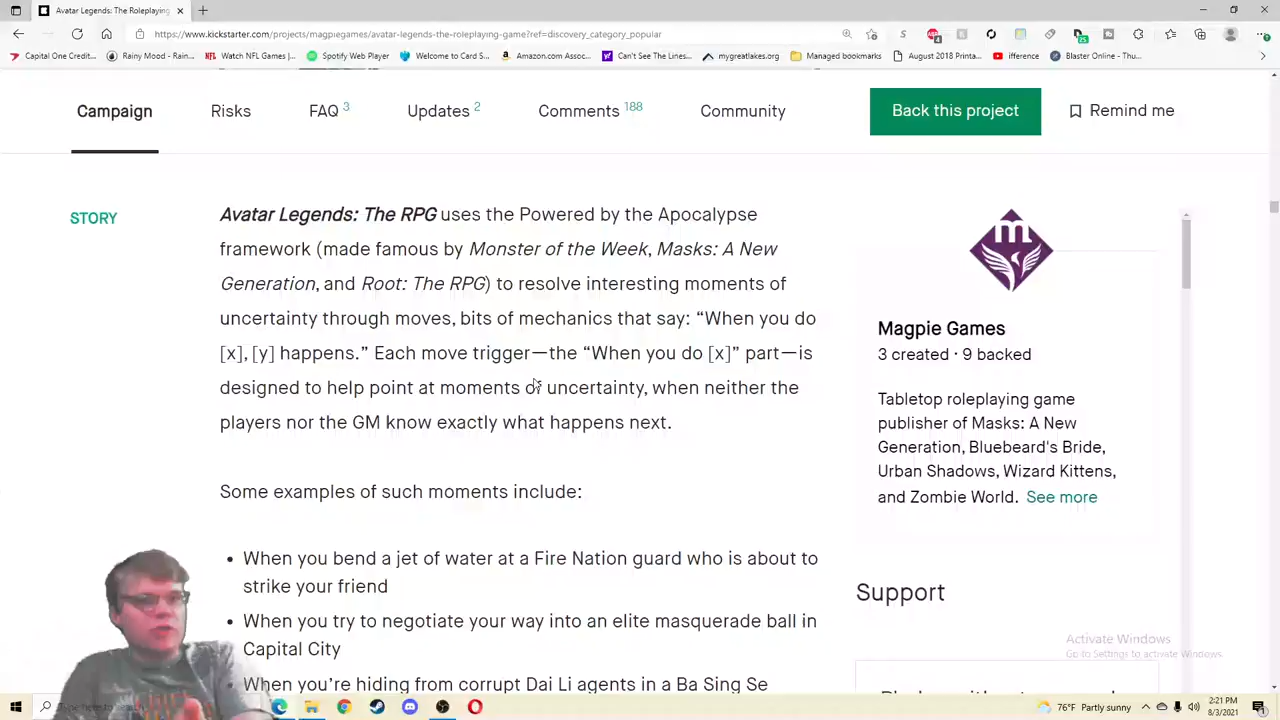 Avatar Legends: The Roleplaying
https://www.kickstarter.com/projects/magpiegames/avatar-legends-the-roleplaying-game?ref=discovery_category_popular
Capital One Credit...
Rainy Mood - Rain...
Watch NFL Games |...
Spotify Web Player
Welcome to Card S...
Amazon.com Assoc...
Can't See The Lines...
mygreatlakes.org
Managed bookmarks
August 2018 Printa...
ifference
Blaster Online - Thu...
Campaign
Risks
FAQ 3
Updates 2
Comments 188
Community
Back this project
Remind me
STORY
Avatar Legends: The RPG uses the Powered by the Apocalypse
framework (made famous by Monster of the Week, Masks: A New
Generation, and Root: The RPG) to resolve interesting moments of
uncertainty through moves, bits of mechanics that say: “When you do
[x], [y] happens.” Each move trigger—the “When you do [x]” part—is
designed to help point at moments of uncertainty, when neither the
players nor the GM know exactly what happens next.
Some examples of such moments include:
• When you bend a jet of water at a Fire Nation guard who is about to
strike your friend
• When you try to negotiate your way into an elite masquerade ball in
Capital City
• When you’re hiding from corrupt Dai Li agents in a Ba Sing Se
Magpie Games
3 created · 9 backed
Tabletop roleplaying game
publisher of Masks: A New
Generation, Bluebeard's Bride,
Urban Shadows, Wizard Kittens,
and Zombie World. See more
Support
Activate Windows
Go to Settings to activate Windows.
Type here to search
76°F Partly sunny
2:21 PM
8/3/2021